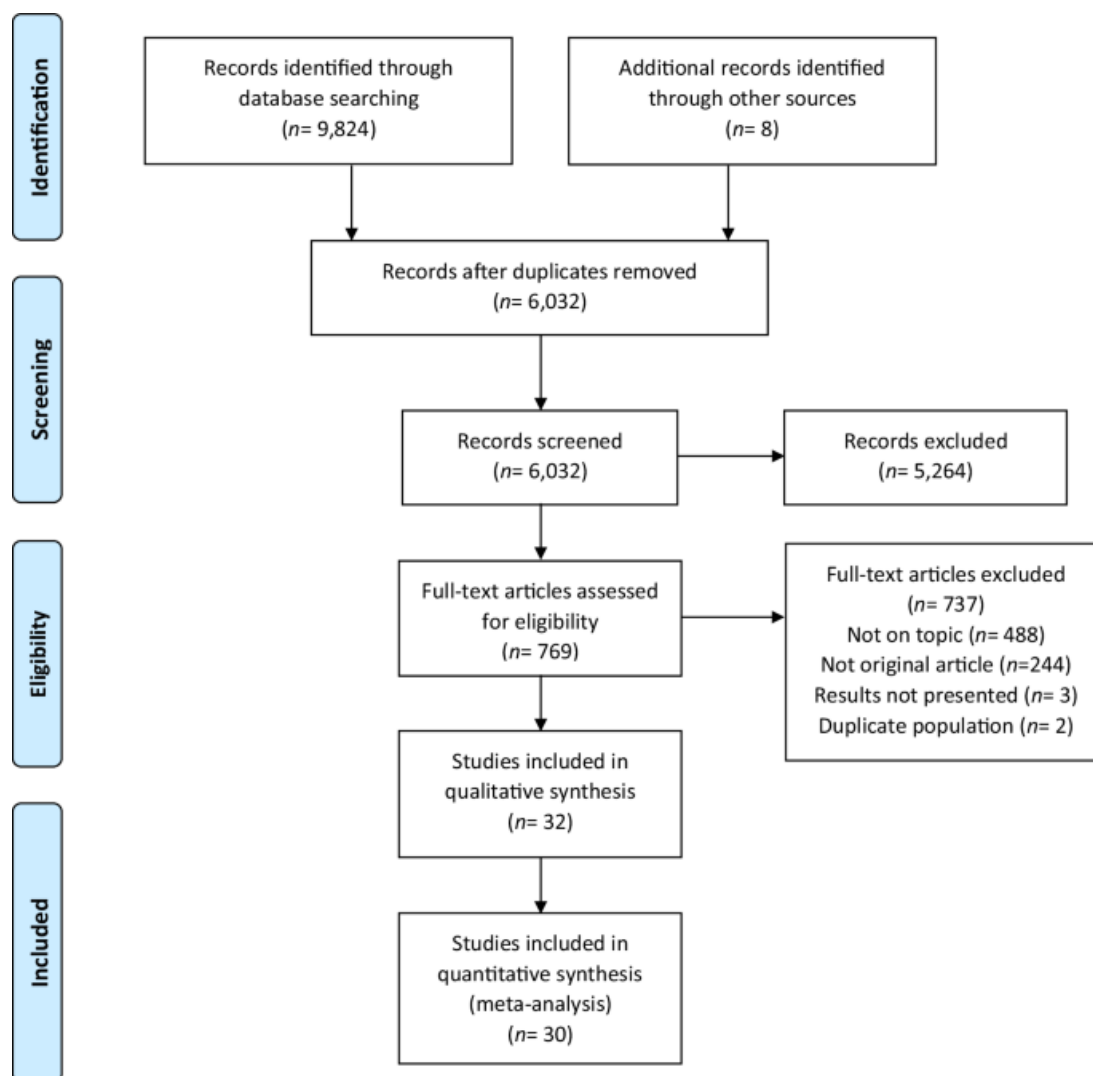 Identification
Records identified through
database searching
(n= 9,824)
Additional records identified
through other sources
(n= 8)
Records after duplicates removed
(n= 6,032)
Screening
Records screened
(n= 6,032)
Records excluded
(n= 5,264)
Eligibility
Full-text articles assessed
for eligibility
(n= 769)
Full-text articles excluded
(n= 737)
Not on topic (n= 488)
Not original article (n=244)
Results not presented (n= 3)
Duplicate population (n= 2)
Studies included in
qualitative synthesis
(n= 32)
Included
Studies included in
quantitative synthesis
(meta-analysis)
(n= 30)